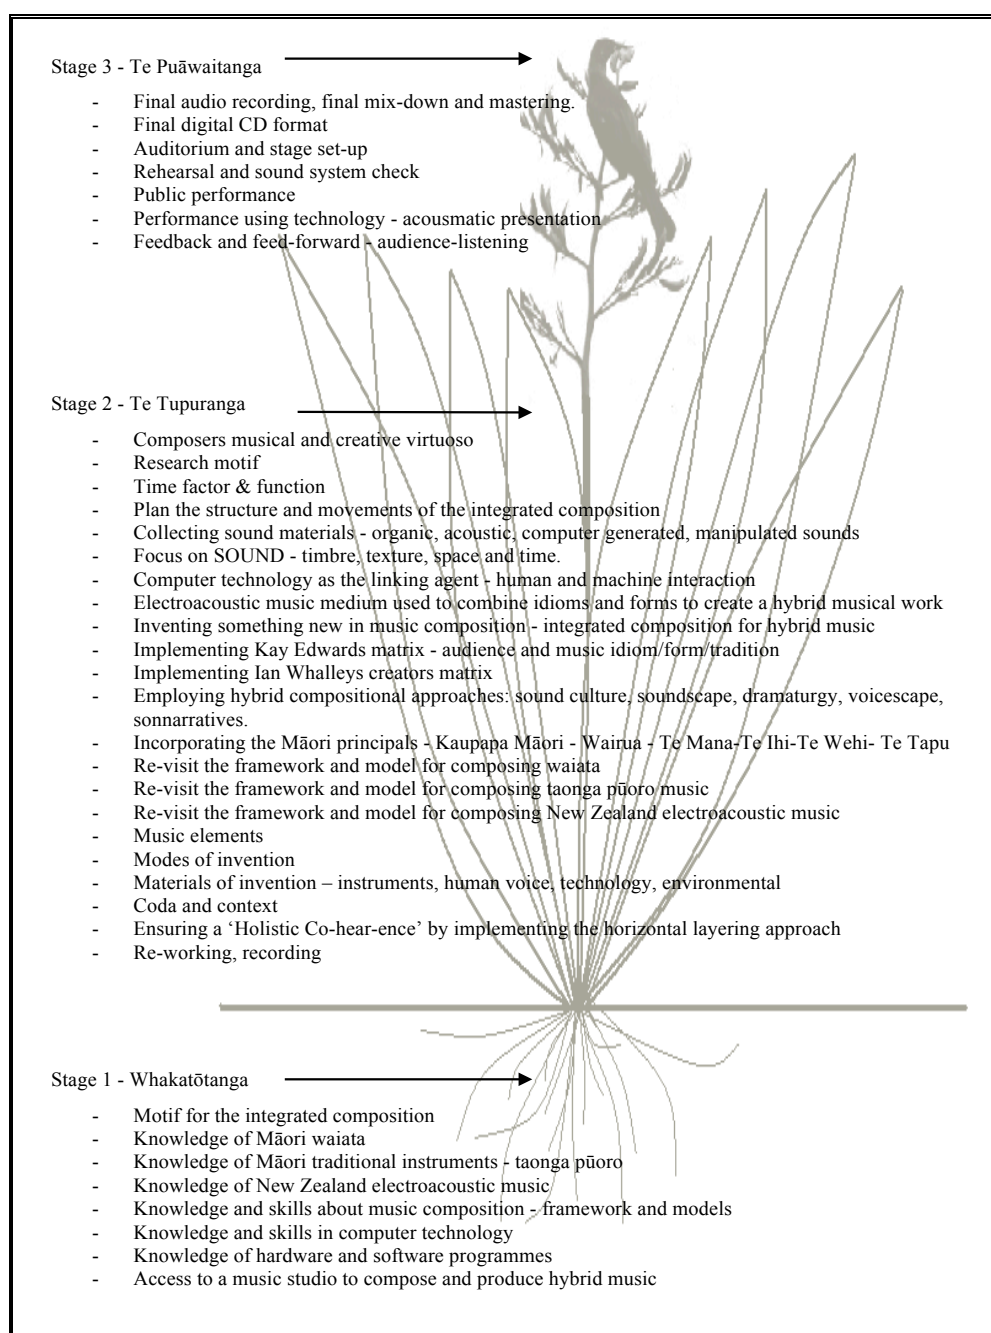 Stage 3 - Te Puāwaitanga
- Final audio recording, final mix-down and mastering.
- Final digital CD format
- Auditorium and stage set-up
- Rehearsal and sound system check
- Public performance
- Performance using technology - acousmatic presentation
- Feedback and feed-forward - audience-listening
Stage 2 - Te Tupuranga
- Composers musical and creative virtuoso
- Research motif
- Time factor & function
- Plan the structure and movements of the integrated composition
- Collecting sound materials - organic, acoustic, computer generated, manipulated sounds
- Focus on SOUND - timbre, texture, space and time.
- Computer technology as the linking agent - human and machine interaction
- Electroacoustic music medium used to combine idioms and forms to create a hybrid musical work
- Inventing something new in music composition - integrated composition for hybrid music
- Implementing Kay Edwards matrix - audience and music idiom/form/tradition
- Implementing Ian Whalleys creators matrix
- Employing hybrid compositional approaches: sound culture, soundscape, dramaturgy, voicescape,
sonnarratives.
- Incorporating the Māori principals - Kaupapa Māori - Wairua - Te Mana-Te Ihi-Te Wehi- Te Tapu
- Re-visit the framework and model for composing waiata
- Re-visit the framework and model for composing taonga pūoro music
- Re-visit the framework and model for composing New Zealand electroacoustic music
- Music elements
- Modes of invention
- Materials of invention – instruments, human voice, technology, environmental
- Coda and context
- Ensuring a ‘Holistic Co-hear-ence’ by implementing the horizontal layering approach
- Re-working, recording
Stage 1 - Whakatōtanga
- Motif for the integrated composition
- Knowledge of Māori waiata
- Knowledge of Māori traditional instruments - taonga pūoro
- Knowledge of New Zealand electroacoustic music
- Knowledge and skills about music composition - framework and models
- Knowledge and skills in computer technology
- Knowledge of hardware and software programmes
- Access to a music studio to compose and produce hybrid music